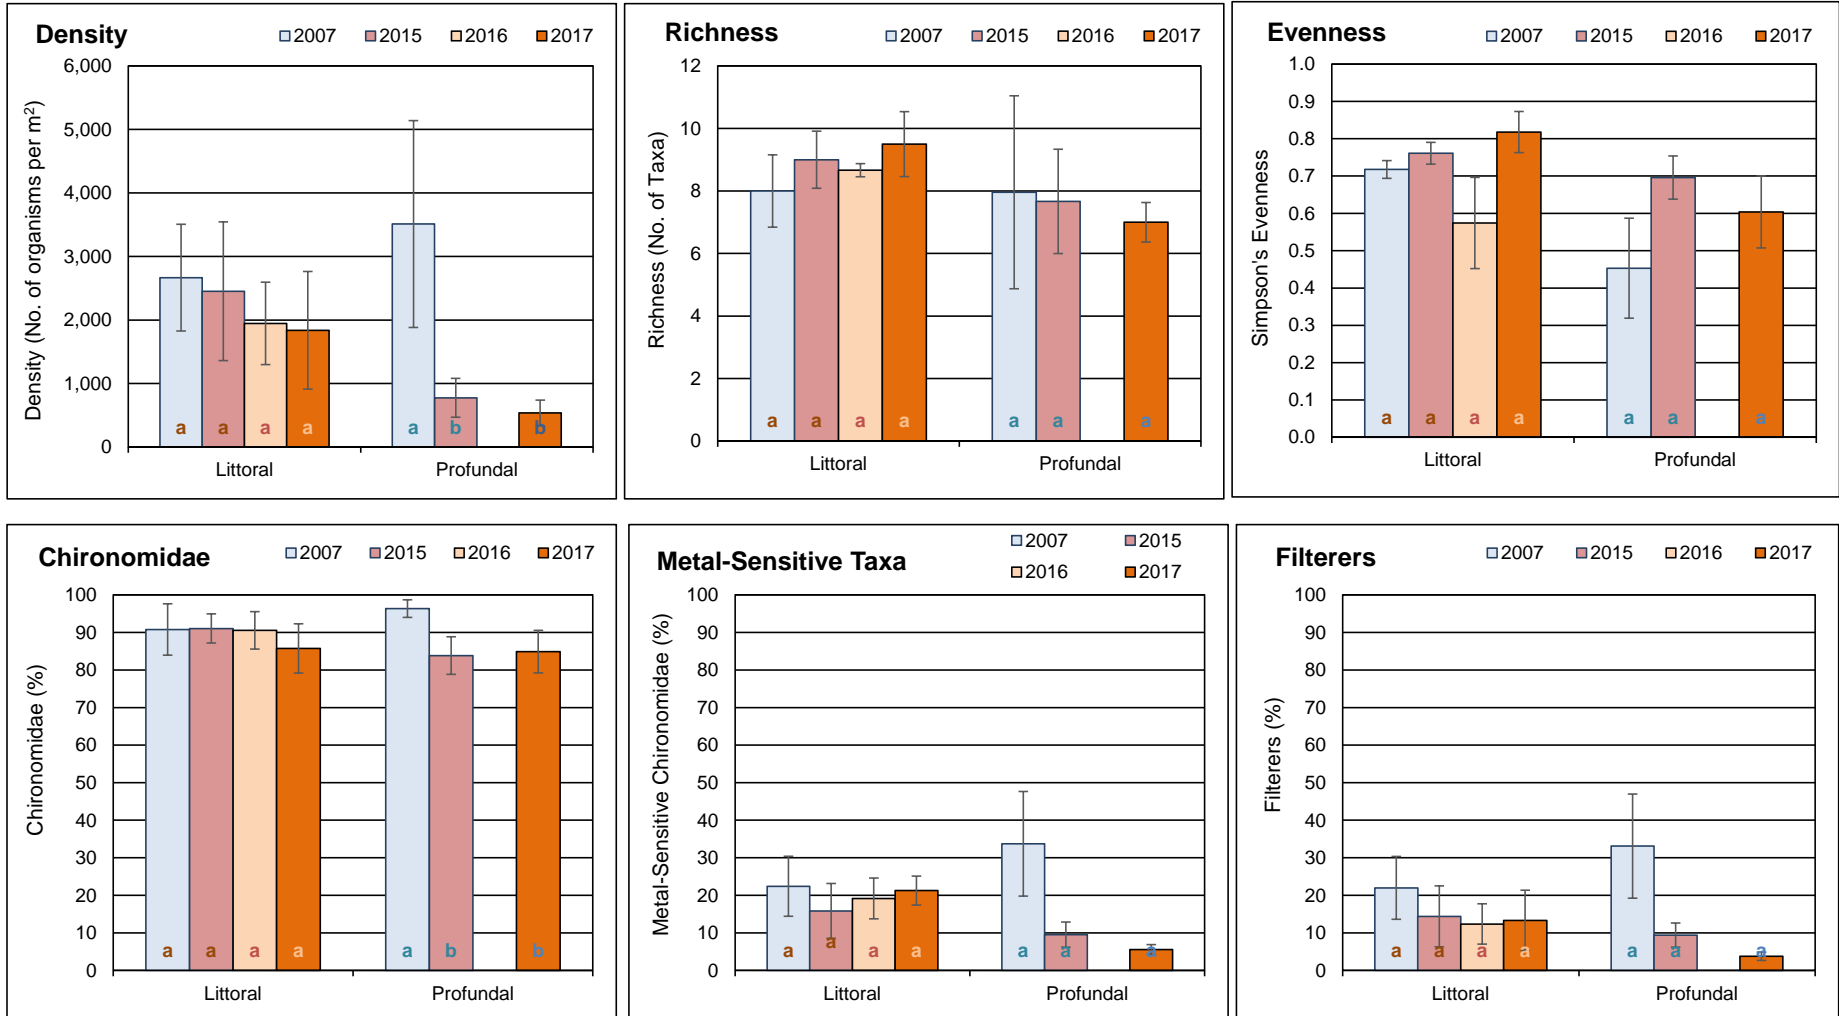 Density
2007 2015 2016 2017
Density (No. of organisms per m²)
6,000
5,000
4,000
3,000
2,000
1,000
0
a a a a a b b
Littoral Profundal
Richness
2007 2015 2016 2017
Richness (No. of Taxa)
12
10
8
6
4
2
0
a a a a a a a
Littoral Profundal
Evenness
2007 2015 2016 2017
Simpson's Evenness
1.0
0.9
0.8
0.7
0.6
0.5
0.4
0.3
0.2
0.1
0.0
a a a a a a a
Littoral Profundal
Chironomidae
2007 2015 2016 2017
Chironomidae (%)
100
90
80
70
60
50
40
30
20
10
0
a a a a a b b
Littoral Profundal
Metal-Sensitive Taxa
2007 2015
2016 2017
Metal-Sensitive Chironomidae (%)
100
90
80
70
60
50
40
30
20
10
0
a a a a a a a
Littoral Profundal
Filterers
2007 2015 2016 2017
Filterers (%)
100
90
80
70
60
50
40
30
20
10
0
a a a a a a a
Littoral Profundal